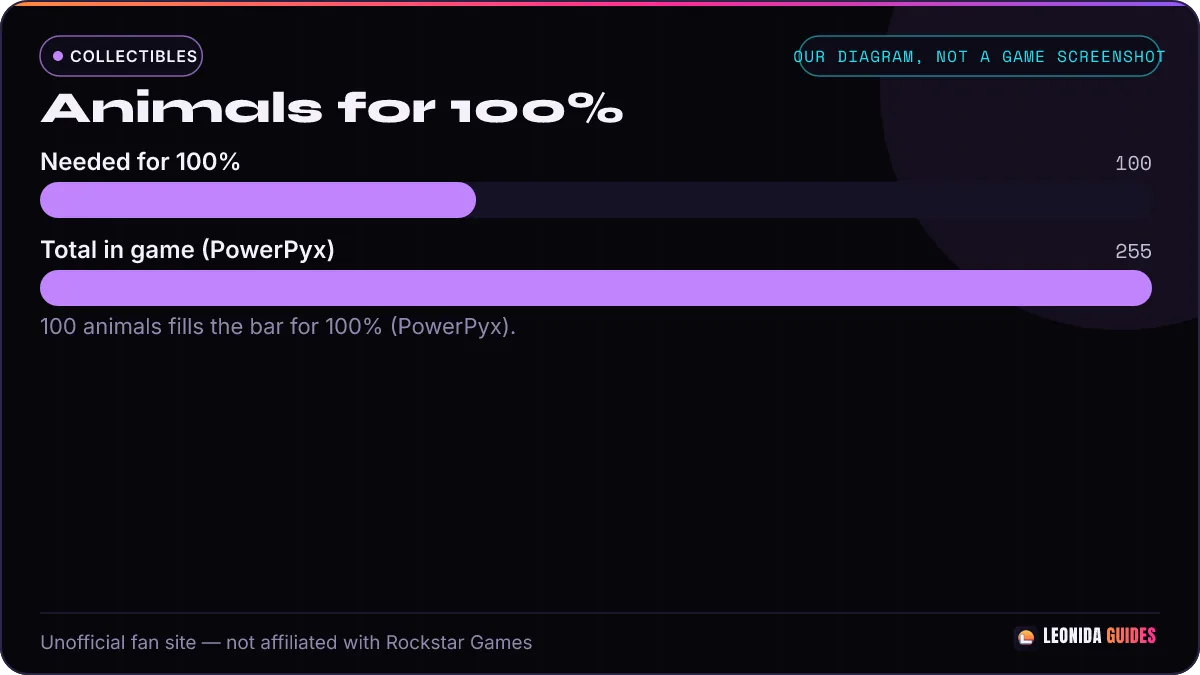 COLLECTIBLES
OUR DIAGRAM, NOT A GAME SCREENSHOT
Animals for 100%
Needed for 100%
100
Total in game (PowerPyx)
255
100 animals fills the bar for 100% (PowerPyx).
Unofficial fan site — not affiliated with Rockstar Games
LEONIDA GUIDES